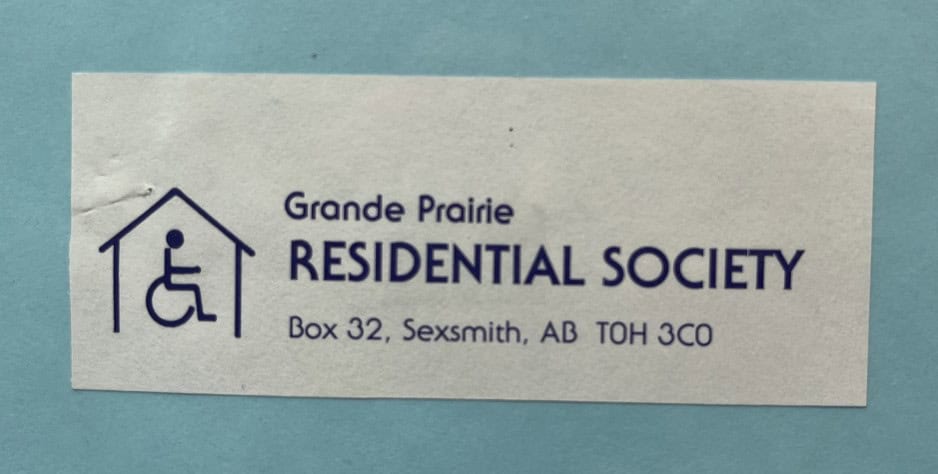 Grande Prairie
RESIDENTIAL SOCIETY
Box 32, Sexsmith, AB T0H 3C0